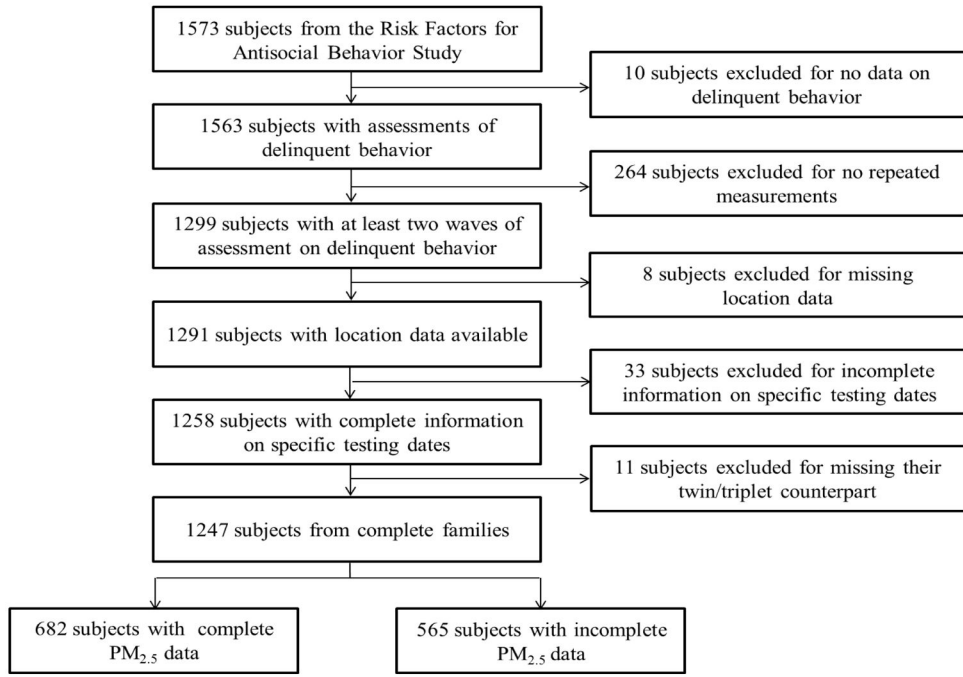 1573 subjects from the Risk Factors for
Antisocial Behavior Study
10 subjects excluded for no data on
delinquent behavior
1563 subjects with assessments of
delinquent behavior
264 subjects excluded for no repeated
measurements
1299 subjects with at least two waves of
assessment on delinquent behavior
8 subjects excluded for missing
location data
1291 subjects with location data available
33 subjects excluded for incomplete
information on specific testing dates
1258 subjects with complete information
on specific testing dates
11 subjects excluded for missing their
twin/triplet counterpart
1247 subjects from complete families
682 subjects with complete
PM2.5 data
565 subjects with incomplete
PM2.5 data